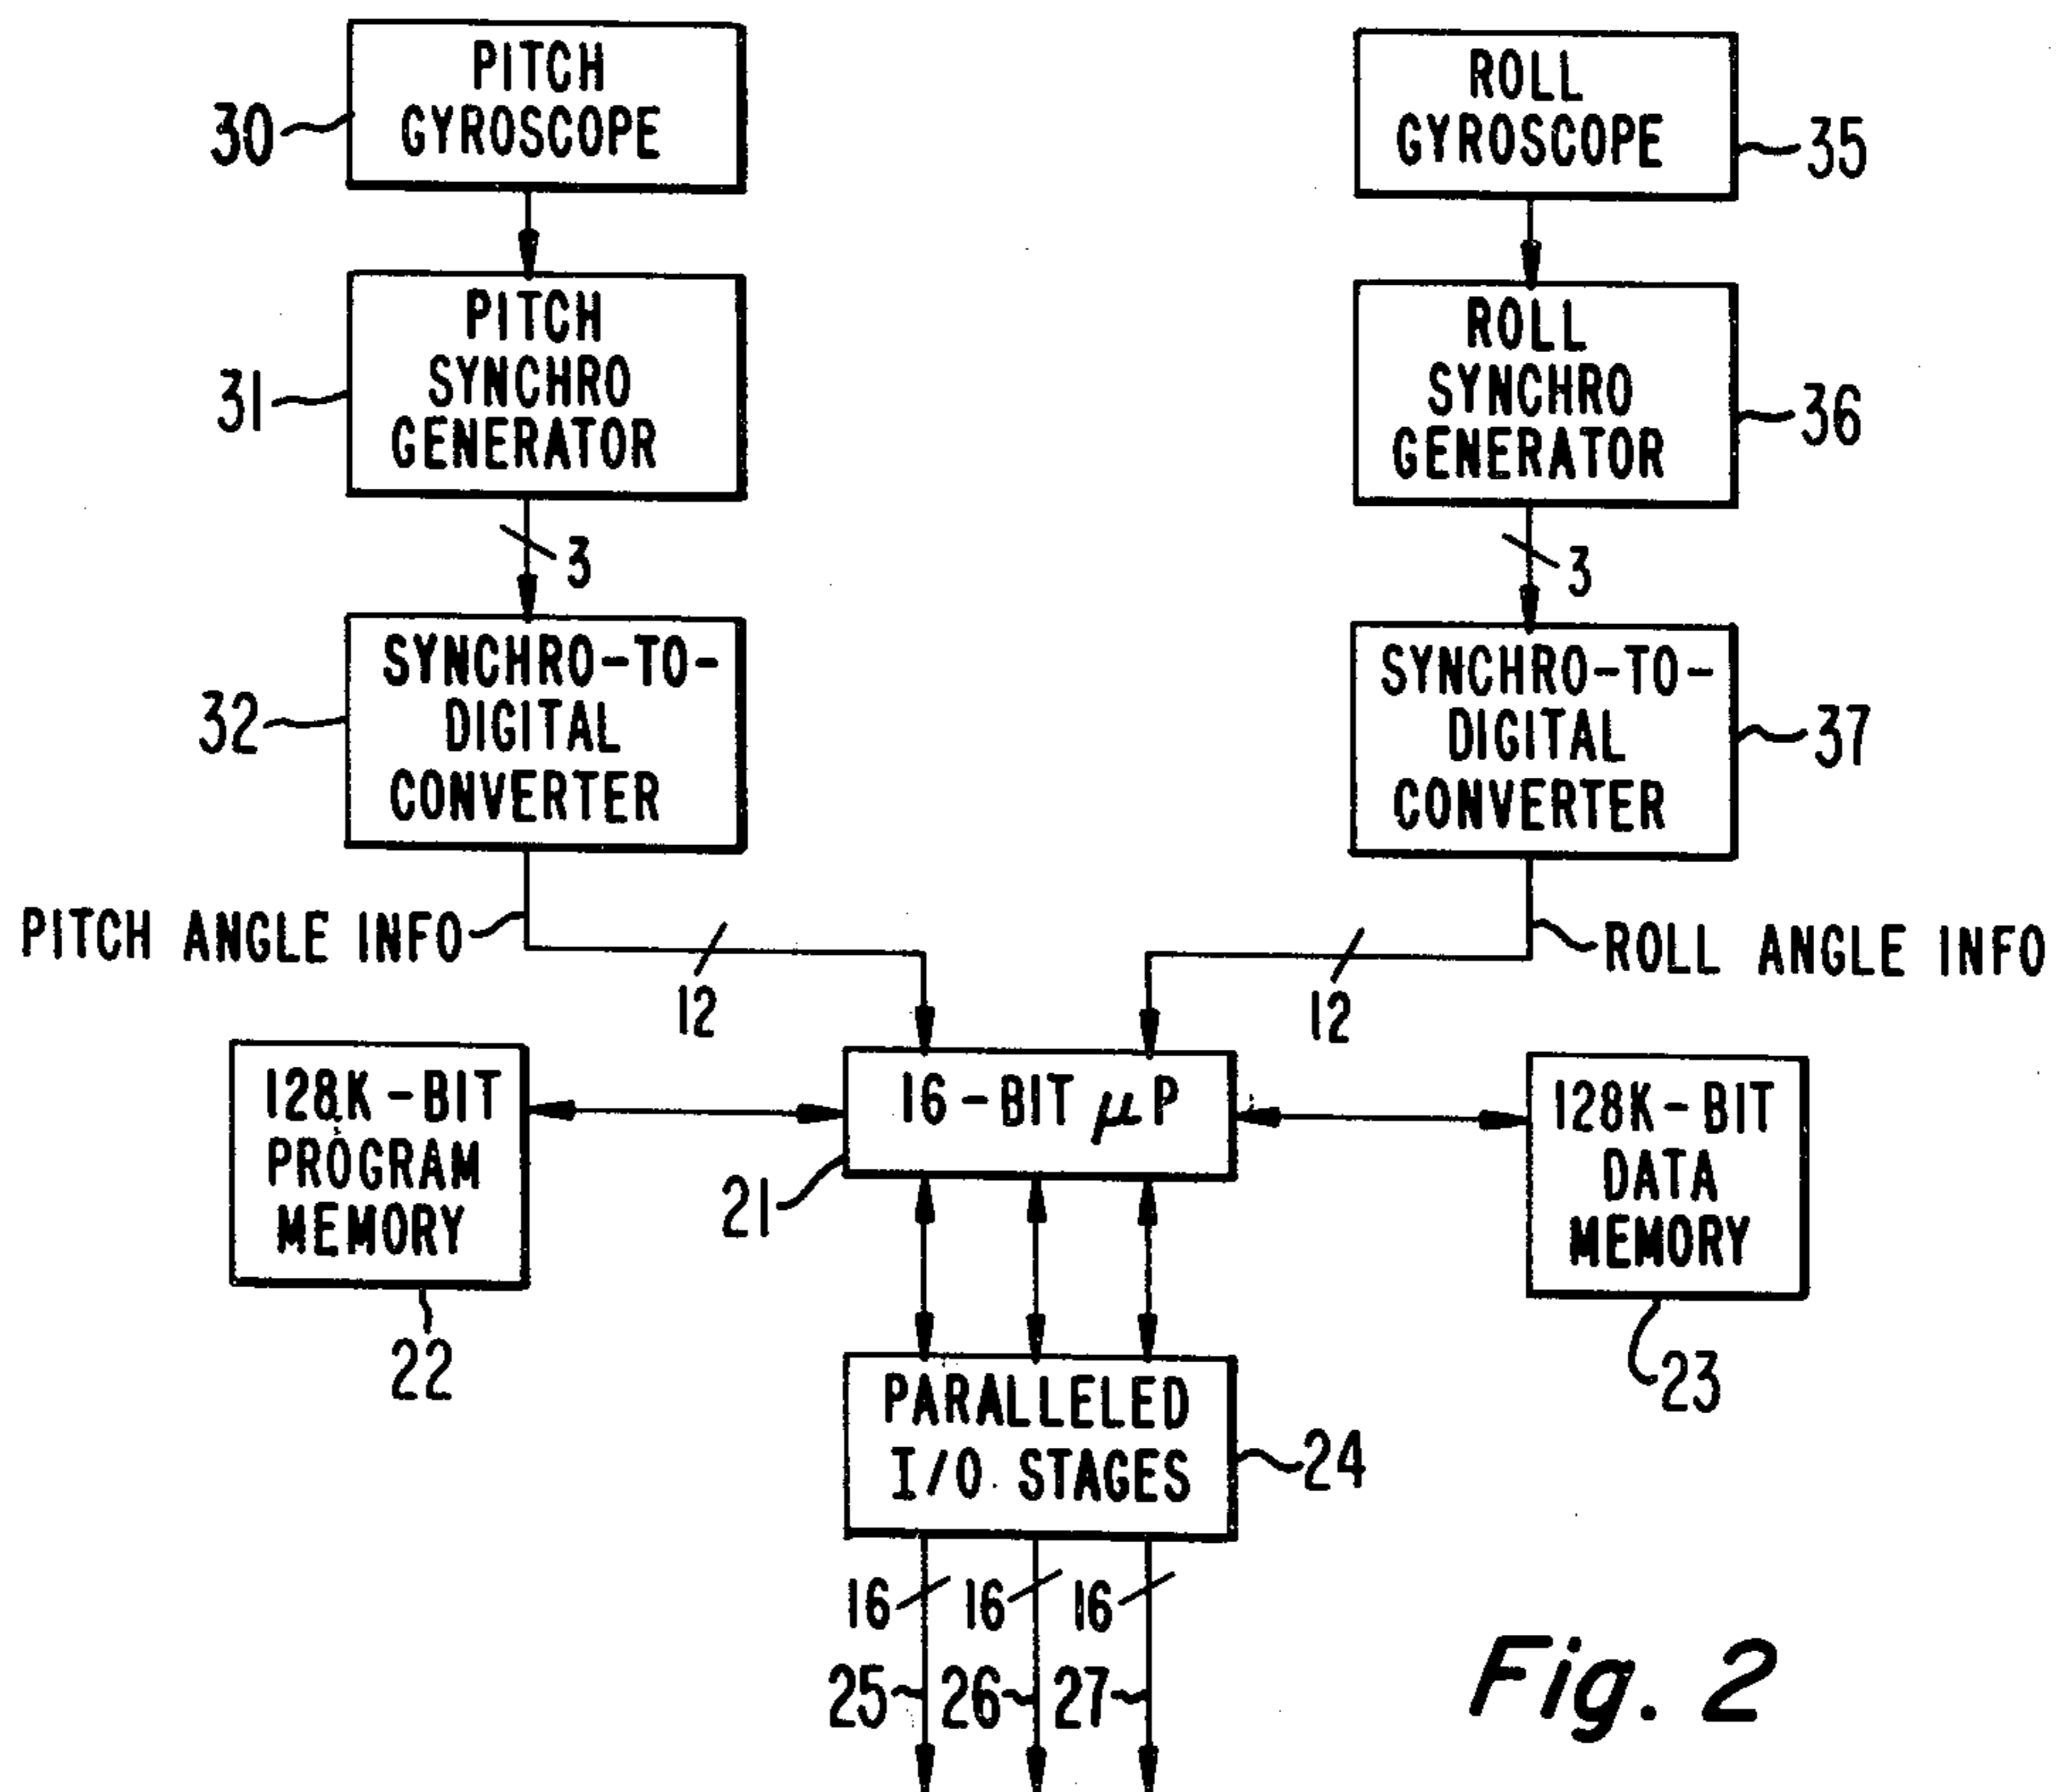 PITCH
GYROSCOPE
30
ROLL
GYROSCOPE
35
PITCH
SYNCHRO
GENERATOR
31
ROLL
SYNCHRO
GENERATOR
36
3
3
SYNCHRO-TO-
DIGITAL
CONVERTER
32
SYNCHRO-TO-
DIGITAL
CONVERTER
37
PITCH ANGLE INFO
12
12
ROLL ANGLE INFO
128K-BIT
PROGRAM
MEMORY
22
16-BIT μP
21
128K-BIT
DATA
MEMORY
23
PARALLELED
I/O STAGES
24
16 16 16
25 26 27
Fig. 2